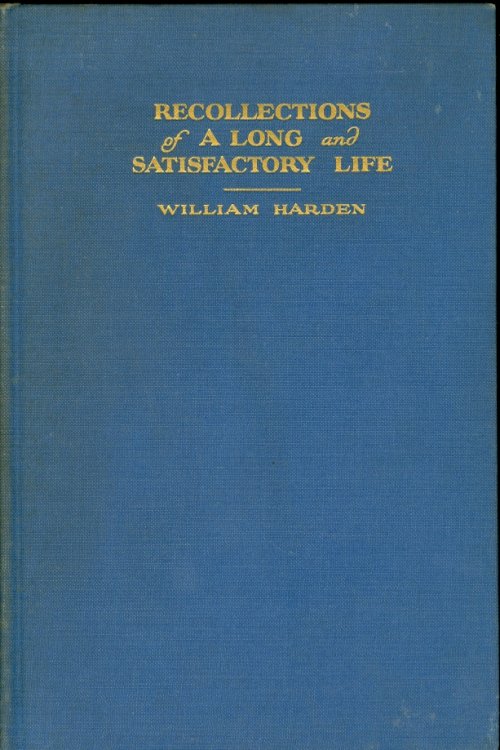 RECOLLECTIONS
of A LONG and
SATISFACTORY LIFE
WILLIAM HARDEN